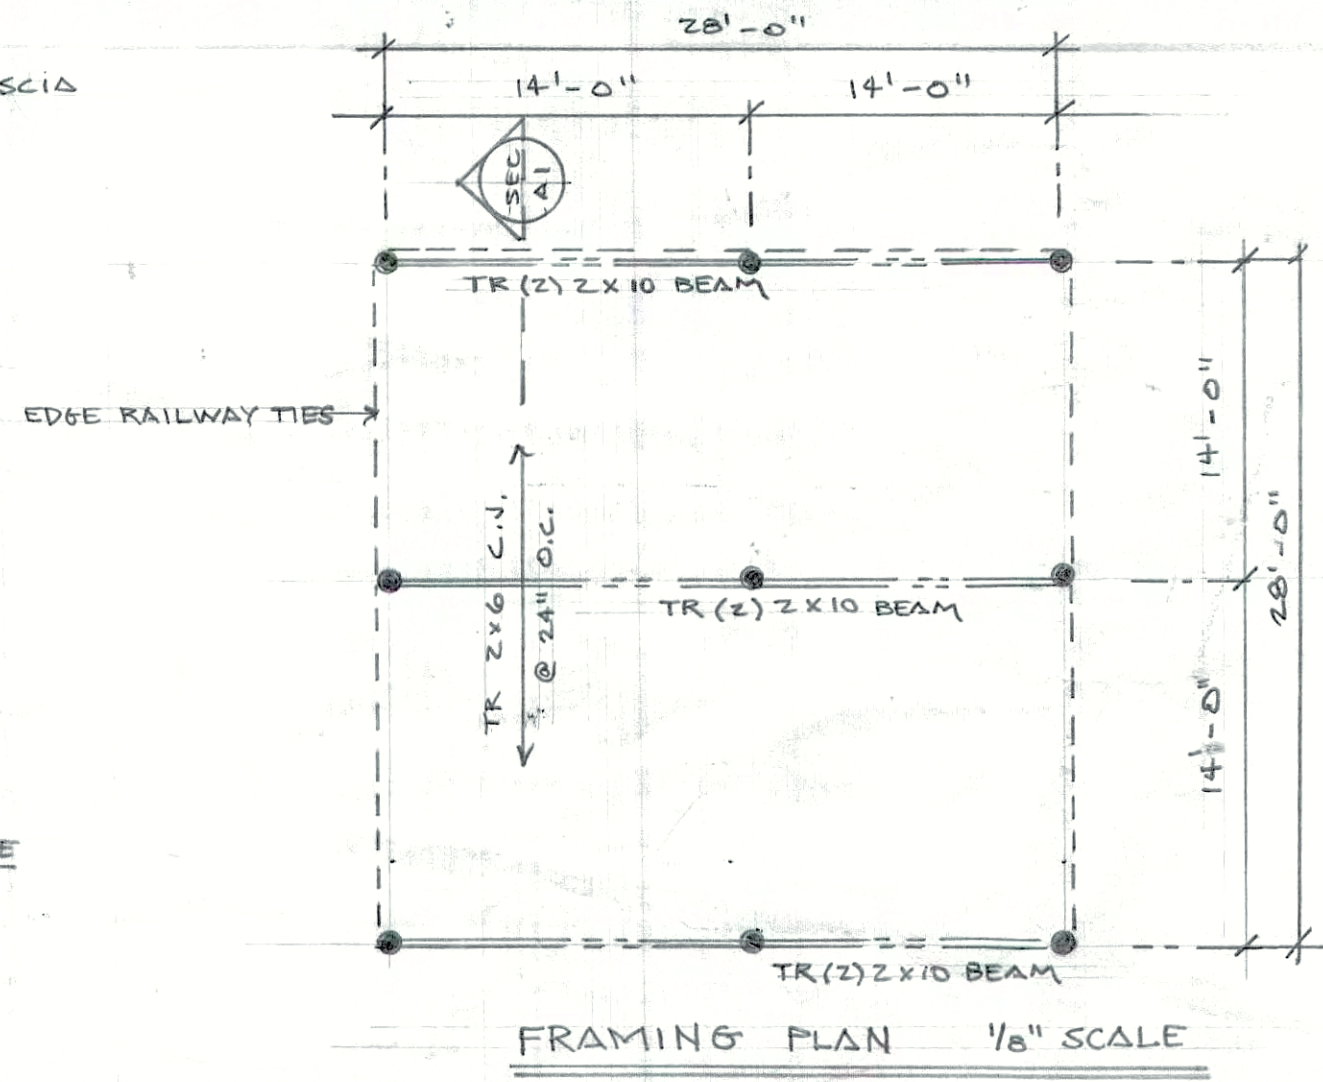 28'-0"
SCIA
14'-0" 14'-0"
SEC
A1
TR (2) 2 X 10 BEAM
14'-0"
EDGE RAILWAY TIES
28'-0"
TR 2x6 C.J.
@ 24" O.C.
TR (2) 2 X 10 BEAM
14'-0"
E
TR (2) 2 X 10 BEAM
FRAMING PLAN 1/8" SCALE